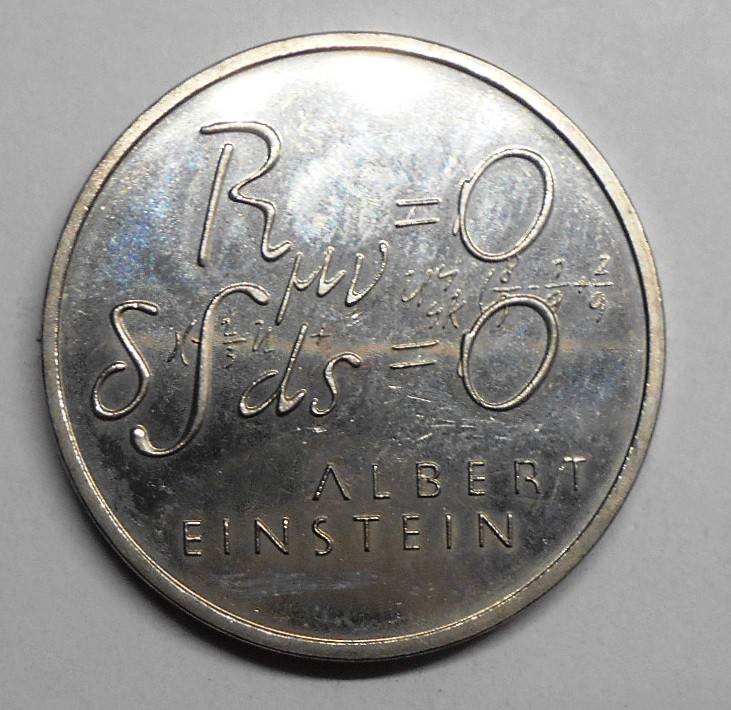 Rμν = 0
δ∫ds = 0
ALBERT
EINSTEIN